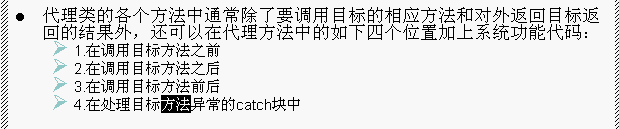 ● 代理类的各个方法中通常除了要调用目标的相应方法和对外返回目标返
回的结果外，还可以在代理方法中的如下四个位置加上系统功能代码：
➢ 1.在调用目标方法之前
➢ 2.在调用目标方法之后
➢ 3.在调用目标方法前后
➢ 4.在处理目标方法异常的catch块中